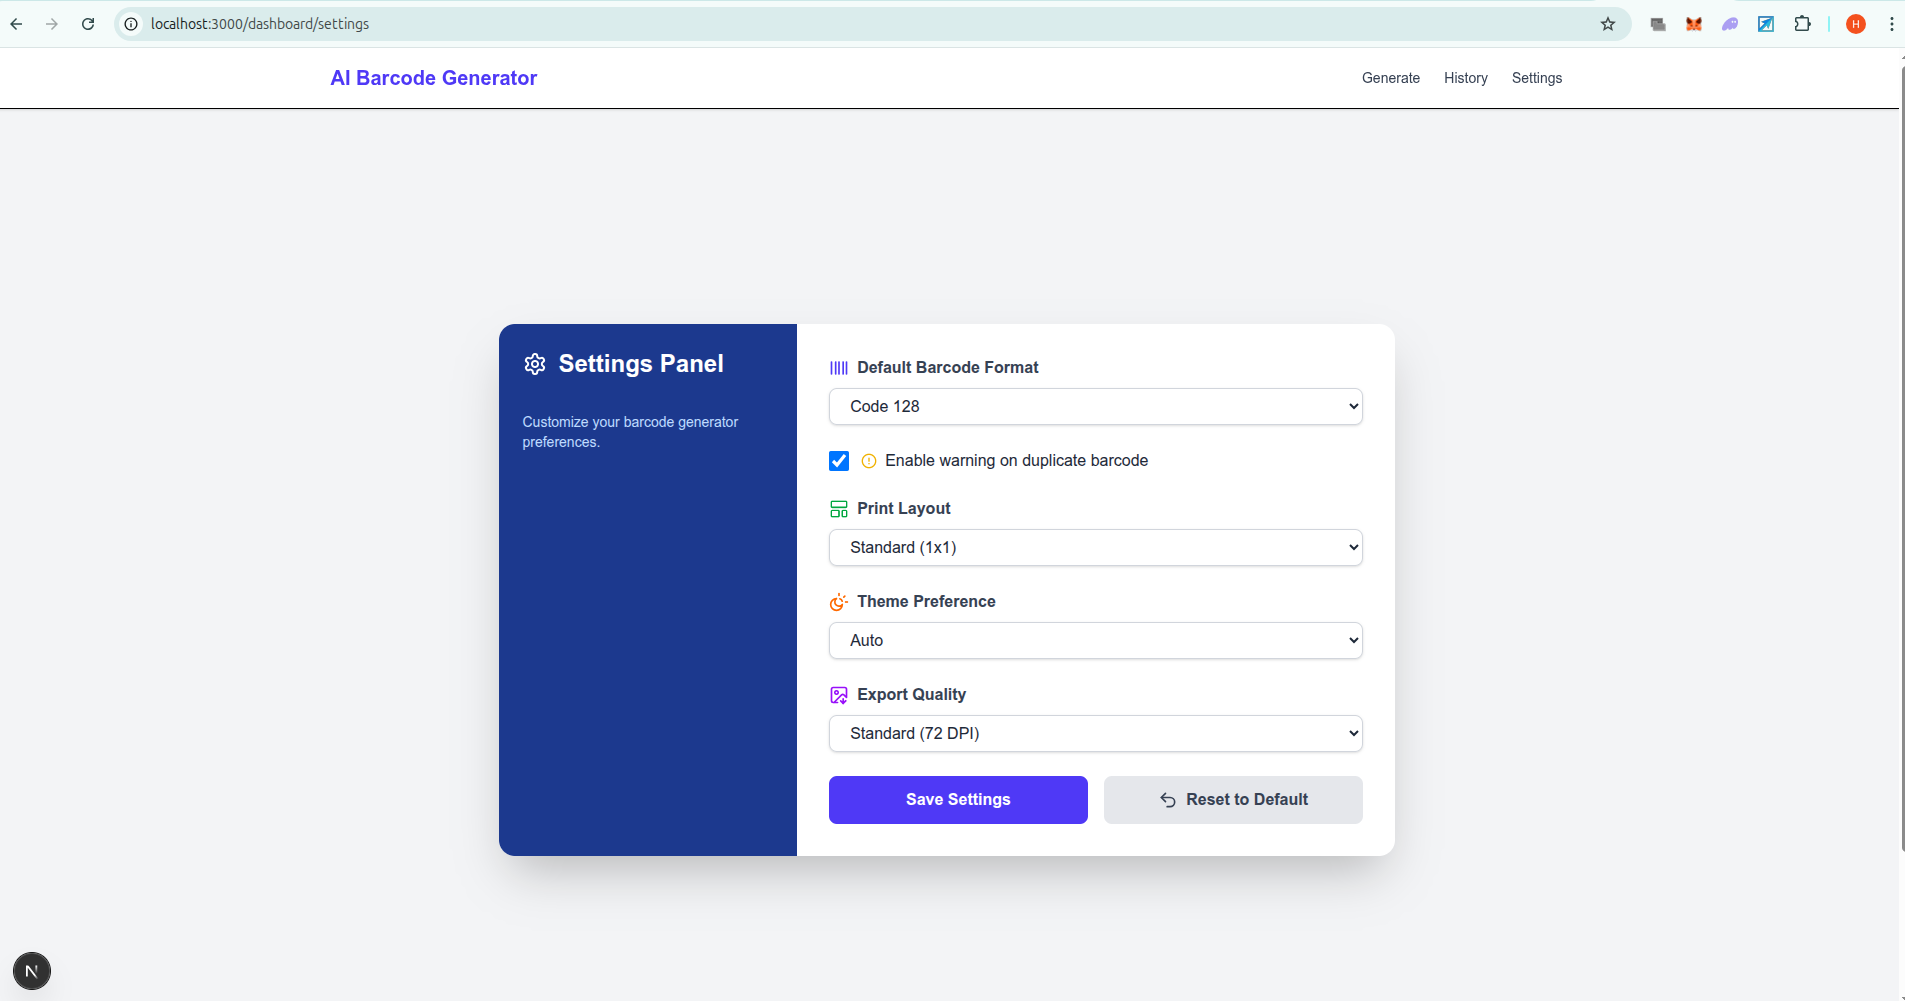 localhost:3000/dashboard/settings
H
AI Barcode Generator
Generate History Settings
Settings Panel
Customize your barcode generator
preferences.
Default Barcode Format
Code 128
Enable warning on duplicate barcode
Print Layout
Standard (1x1)
Theme Preference
Auto
Export Quality
Standard (72 DPI)
Save Settings
Reset to Default
N